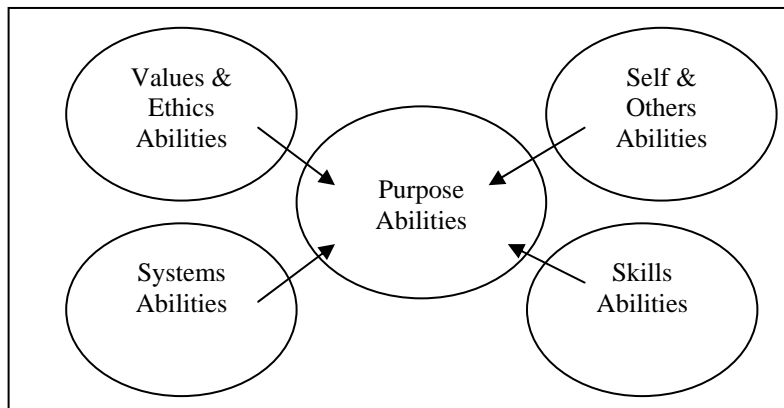 Values &
Ethics
Abilities
Self &
Others
Abilities
Purpose
Abilities
Systems
Abilities
Skills
Abilities